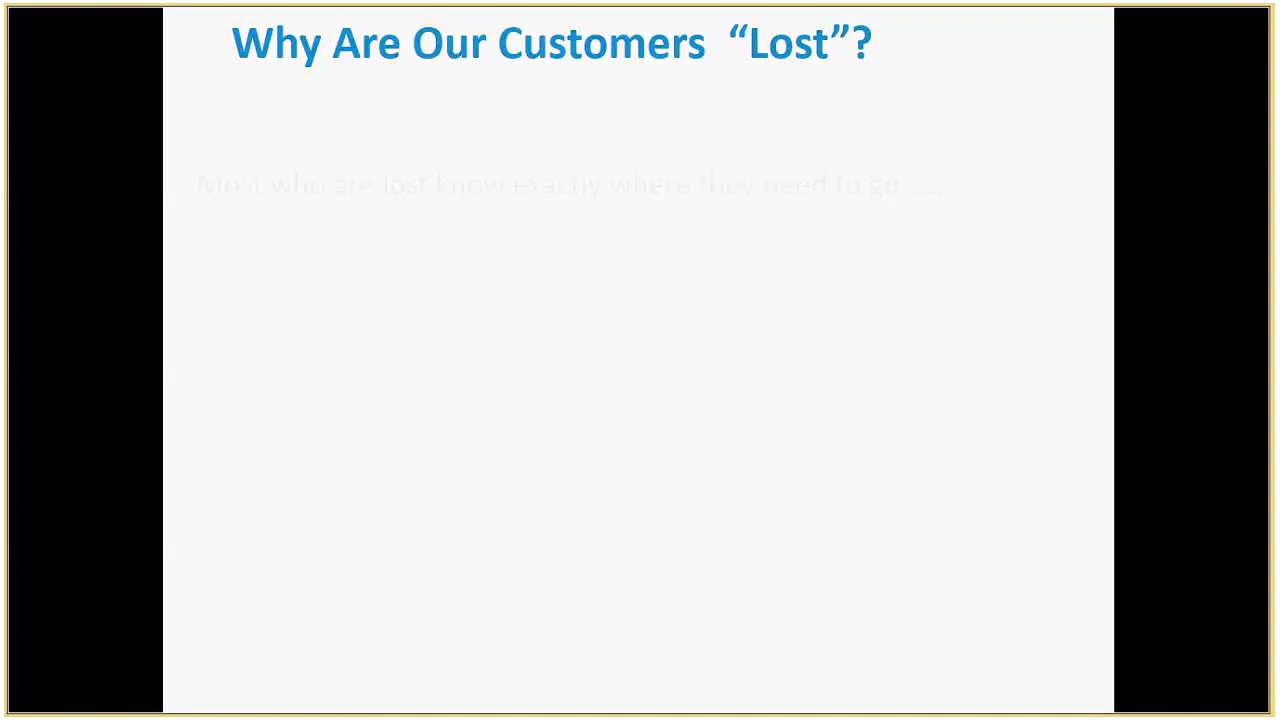 Why Are Our Customers “Lost”?
Most who are lost know exactly where they need to go ....